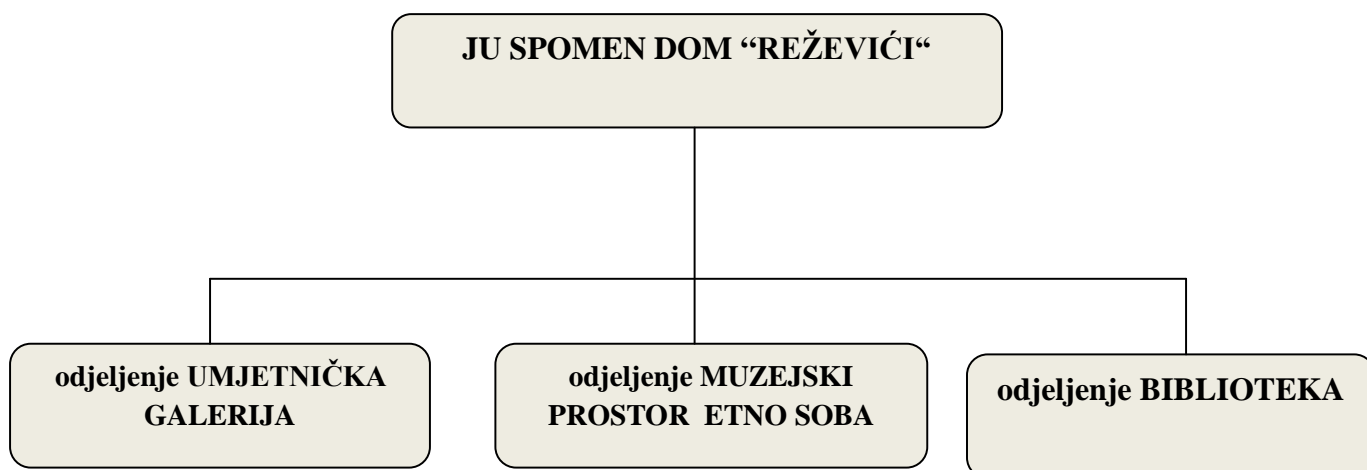 JU SPOMEN DOM “REŽEVIĆI“
odjeljenje UMJETNIČKA
GALERIJA
odjeljenje MUZEJSKI
PROSTOR ETNO SOBA
odjeljenje BIBLIOTEKA